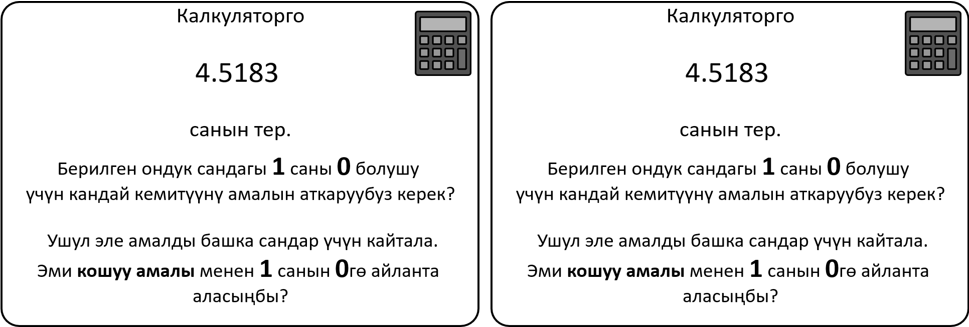 Калкуляторго
4.5183
санын тер.
Берилген ондук сандагы 1 саны 0 болушу
үчүн кандай кемитүүнү амалын аткаруубуз керек?
Ушул эле амалды башка сандар үчүн кайтала.
Эми кошуу амалы менен 1 санын 0гө айланта
аласыңбы?
Калкуляторго
4.5183
санын тер.
Берилген ондук сандагы 1 саны 0 болушу
үчүн кандай кемитүүнү амалын аткаруубуз керек?
Ушул эле амалды башка сандар үчүн кайтала.
Эми кошуу амалы менен 1 санын 0гө айланта
аласыңбы?